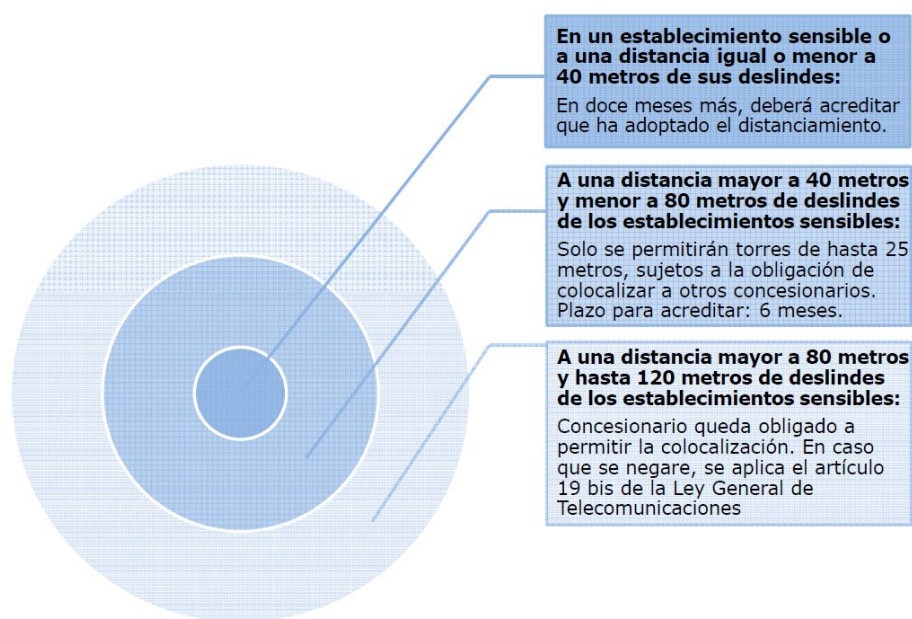 En un establecimiento sensible o
a una distancia igual o menor a
40 metros de sus deslindes:
En doce meses más, deberá acreditar
que ha adoptado el distanciamiento.
A una distancia mayor a 40 metros
y menor a 80 metros de deslindes
de los establecimientos sensibles:
Solo se permitirán torres de hasta 25
metros, sujetos a la obligación de
colocalizar a otros concesionarios.
Plazo para acreditar: 6 meses.
A una distancia mayor a 80 metros
y hasta 120 metros de deslindes
de los establecimientos sensibles:
Concesionario queda obligado a
permitir la colocalización. En caso
que se negare, se aplica el artículo
19 bis de la Ley General de
Telecomunicaciones